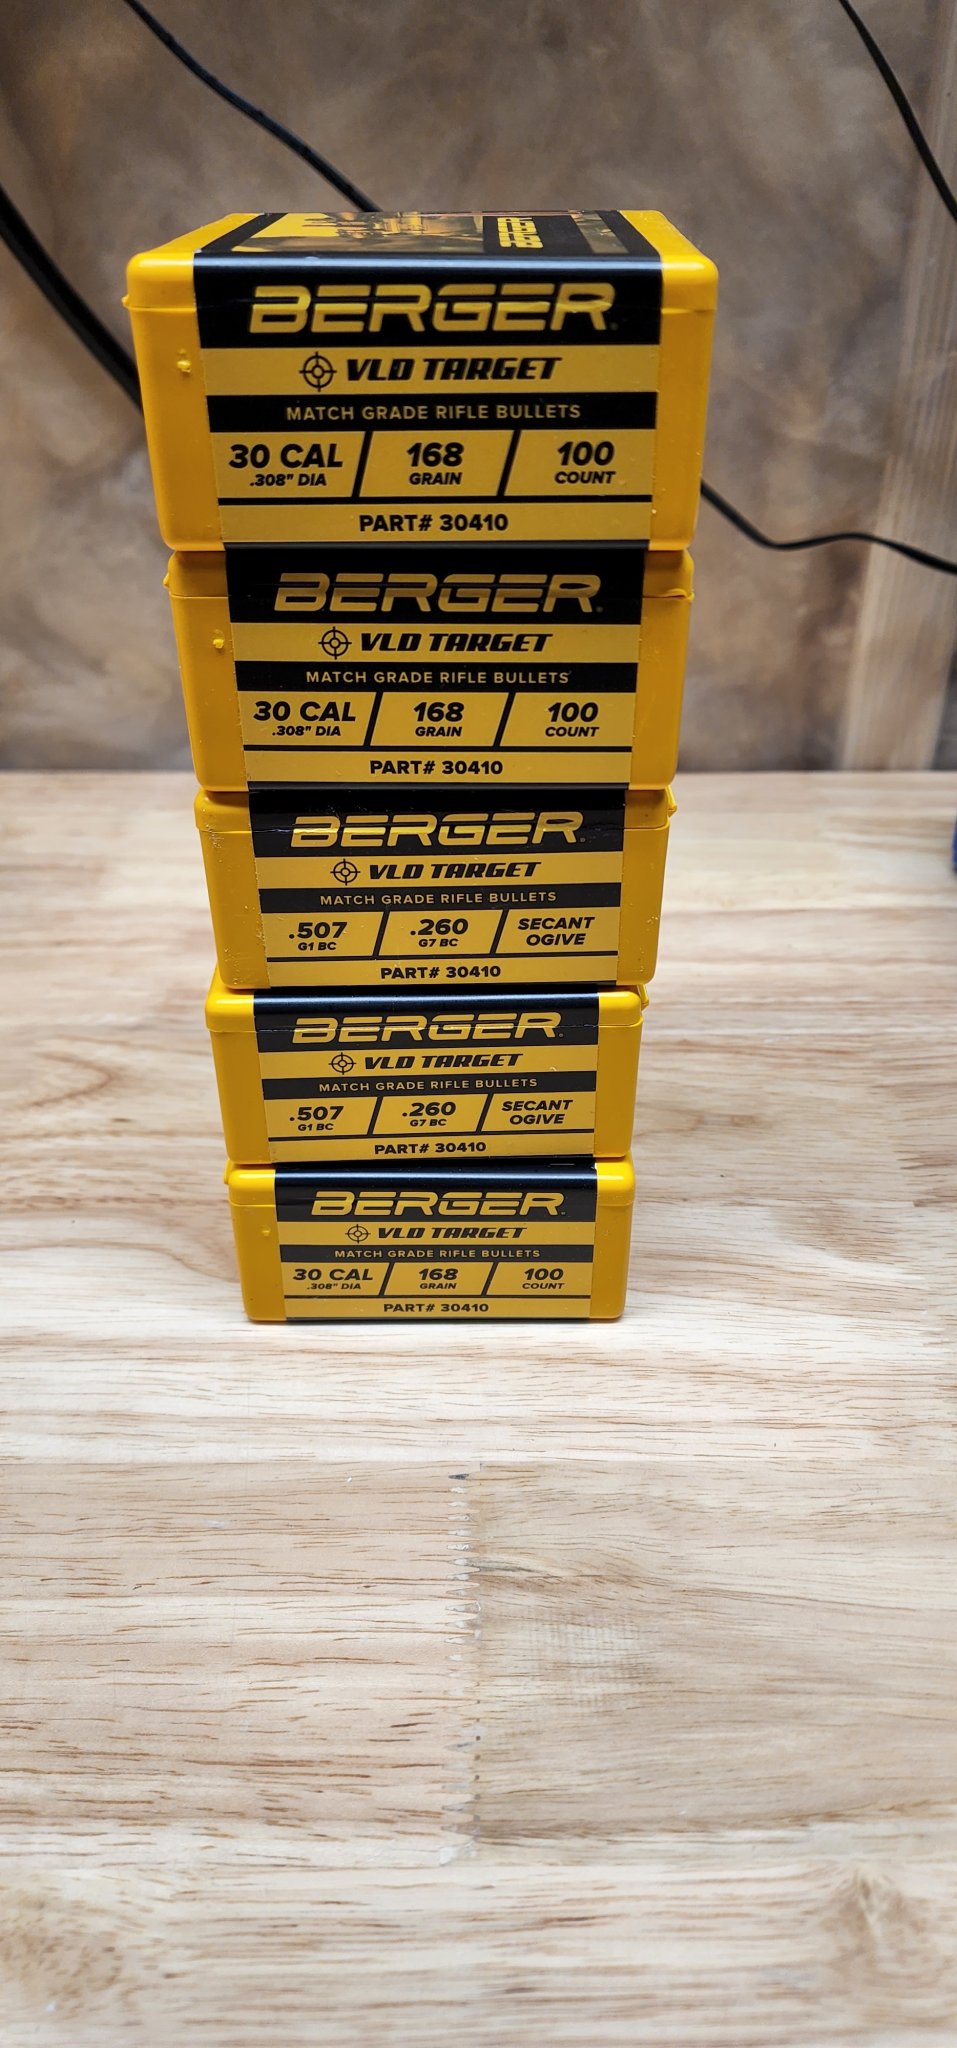 BERGER
BERGER
VLD TARGET
MATCH GRADE RIFLE BULLETS
30 CAL 168 100
.308" DIA GRAIN COUNT
PART# 30410
BERGER
VLD TARGET
MATCH GRADE RIFLE BULLETS
30 CAL 168 100
.308" DIA GRAIN COUNT
PART# 30410
BERGER
VLD TARGET
MATCH GRADE RIFLE BULLETS
.507 .260 SECANT
G1 BC G7 BC OGIVE
PART# 30410
BERGER
VLD TARGET
MATCH GRADE RIFLE BULLETS
.507 .260 SECANT
G1 BC G7 BC OGIVE
PART# 30410
BERGER
VLD TARGET
MATCH GRADE RIFLE BULLETS
30 CAL 168 100
.308" DIA GRAIN COUNT
PART# 30410